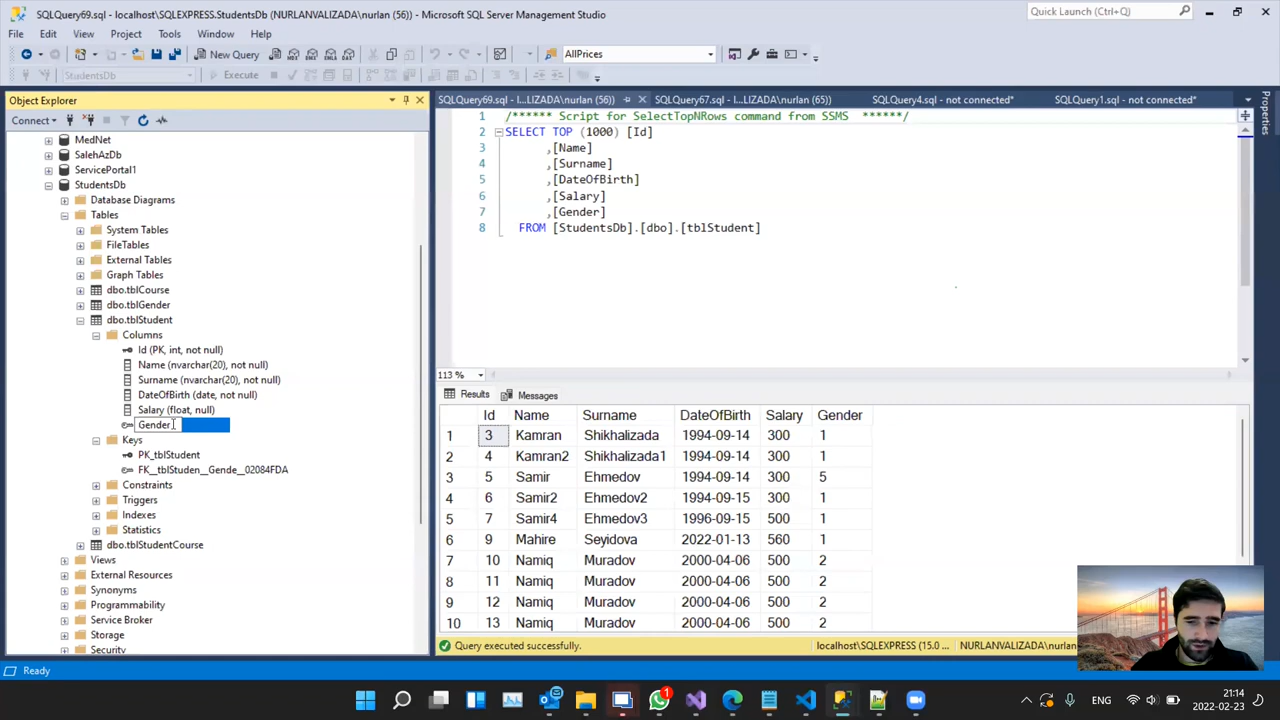 SQLQuery69.sql - localhost\SQLEXPRESS.StudentsDb (NURLANVALIZADA\nurlan (56)) - Microsoft SQL Server Management Studio
Quick Launch (Ctrl+Q)
File Edit View Project Tools Window Help
New Query
MDX DMX XMLA DAX
AllPrices
StudentsDb
Execute
Object Explorer
Connect
MedNet
SalehAzDb
ServicePortal1
StudentsDb
Database Diagrams
Tables
System Tables
FileTables
External Tables
Graph Tables
dbo.tblCourse
dbo.tblGender
dbo.tblStudent
Columns
Id (PK, int, not null)
Name (nvarchar(20), not null)
Surname (nvarchar(20), not null)
DateOfBirth (date, not null)
Salary (float, null)
Gender
Keys
PK_tblStudent
FK__tblStuden__Gende__02084FDA
Constraints
Triggers
Indexes
Statistics
dbo.tblStudentCourse
Views
External Resources
Synonyms
Programmability
Service Broker
Storage
Security
SQLQuery69.sql - l...LIZADA\nurlan (56))
SQLQuery67.sql - l...LIZADA\nurlan (65))
SQLQuery4.sql - not connected*
SQLQuery1.sql - not connected*
Properties
1 /****** Script for SelectTopNRows command from SSMS ******/
2 SELECT TOP (1000) [Id]
3 ,[Name]
4 ,[Surname]
5 ,[DateOfBirth]
6 ,[Salary]
7 ,[Gender]
8 FROM [StudentsDb].[dbo].[tblStudent]
113 %
Results Messages
Id Name Surname DateOfBirth Salary Gender
1 3 Kamran Shikhalizada 1994-09-14 300 1
2 4 Kamran2 Shikhalizada1 1994-09-14 300 1
3 5 Samir Ehmedov 1994-09-14 300 5
4 6 Samir2 Ehmedov2 1994-09-15 300 1
5 7 Samir4 Ehmedov3 1996-09-15 500 1
6 9 Mahire Seyidova 2022-01-13 560 1
7 10 Namiq Muradov 2000-04-06 500 2
8 11 Namiq Muradov 2000-04-06 500 2
9 12 Namiq Muradov 2000-04-06 500 2
10 13 Namiq Muradov 2000-04-06 500 2
Query executed successfully.
localhost\SQLEXPRESS (15.0 ...
Ready
1
ENG
21:14
2022-02-23